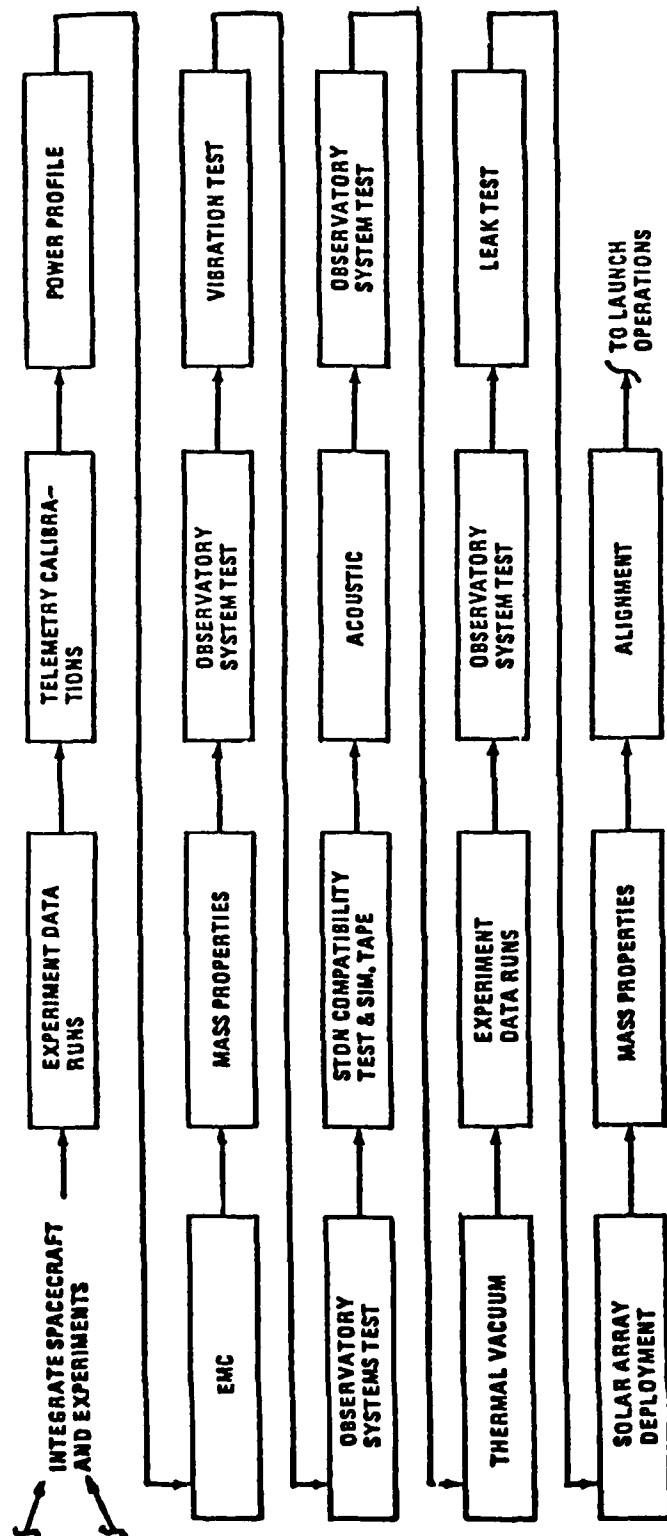 INTEGRATE SPACECRAFT
AND EXPERIMENTS
EXPERIMENT DATA
RUNS
TELEMETRY CALIBRA—
TIONS
POWER PROFILE
EMC
MASS PROPERTIES
OBSERVATORY
SYSTEM TEST
VIBRATION TEST
OBSERVATORY
SYSTEMS TEST
STDN COMPATIBILITY
TEST & SIM. TAPE
ACOUSTIC
OBSERVATORY
SYSTEM TEST
THERMAL VACUUM
EXPERIMENT
DATA RUNS
OBSERVATORY
SYSTEM TEST
LEAK TEST
SOLAR ARRAY
DEPLOYMENT
MASS PROPERTIES
ALIGNMENT
TO LAUNCH
OPERATIONS